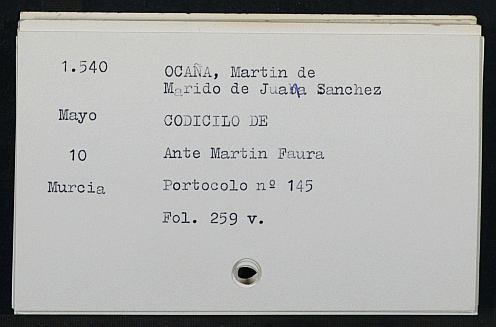 1.540 OCAÑA, Martin de
Marido de Juana Sanchez
Mayo CODICILO DE
10 Ante Martin Faura
Murcia Portocolo nº 145
Fol. 259 v.